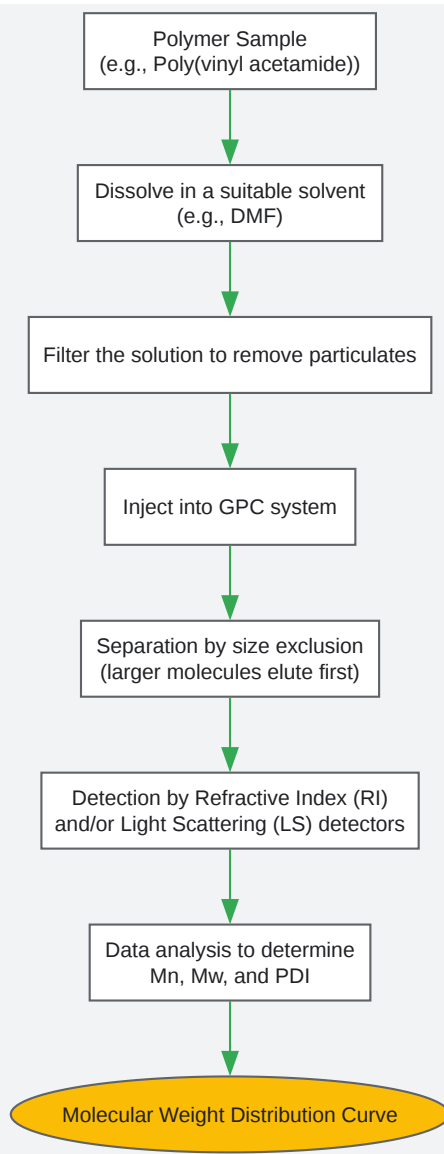 Polymer Sample
(e.g., Poly(vinyl acetamide))
Dissolve in a suitable solvent
(e.g., DMF)
Filter the solution to remove particulates
Inject into GPC system
Separation by size exclusion
(larger molecules elute first)
Detection by Refractive Index (RI)
and/or Light Scattering (LS) detectors
Data analysis to determine
Mn, Mw, and PDI
Molecular Weight Distribution Curve